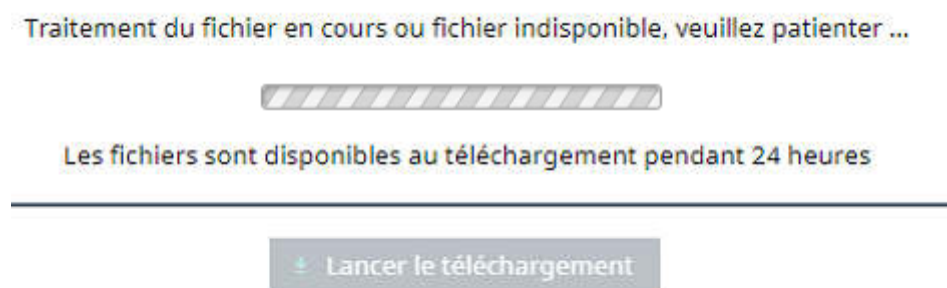 Traitement du fichier en cours ou fichier indisponible, veuillez patienter ...
Les fichiers sont disponibles au téléchargement pendant 24 heures
Lancer le téléchargement